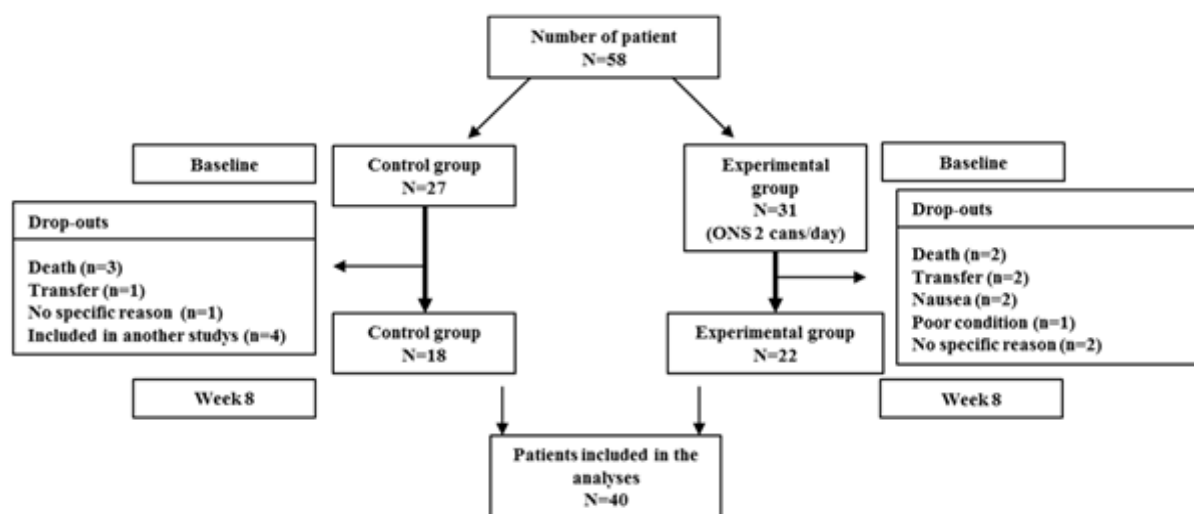 Number of patient
N=58
Baseline
Control group
N=27
Experimental
group
N=31
(ONS 2 cans/day)
Baseline
Drop-outs
Death (n=3)
Transfer (n=1)
No specific reason (n=1)
Included in another studys (n=4)
Drop-outs
Death (n=2)
Transfer (n=2)
Nausea (n=2)
Poor condition (n=1)
No specific reason (n=2)
Control group
N=18
Experimental group
N=22
Week 8
Week 8
Patients included in the
analyses
N=40